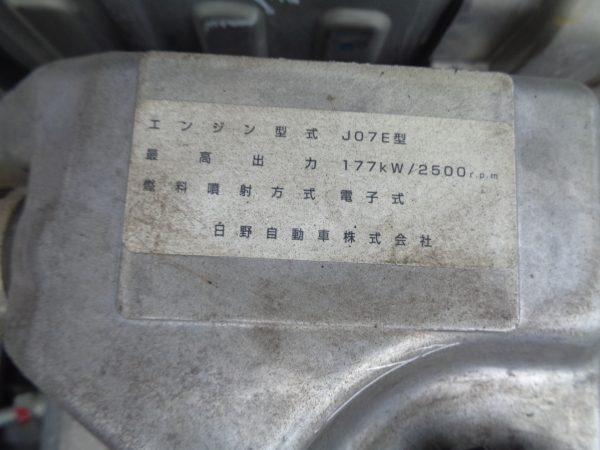 エンジン型式 J07E型
最高出力 177kW/2500r.p.m
燃料噴射方式 電子式
日野自動車株式会社